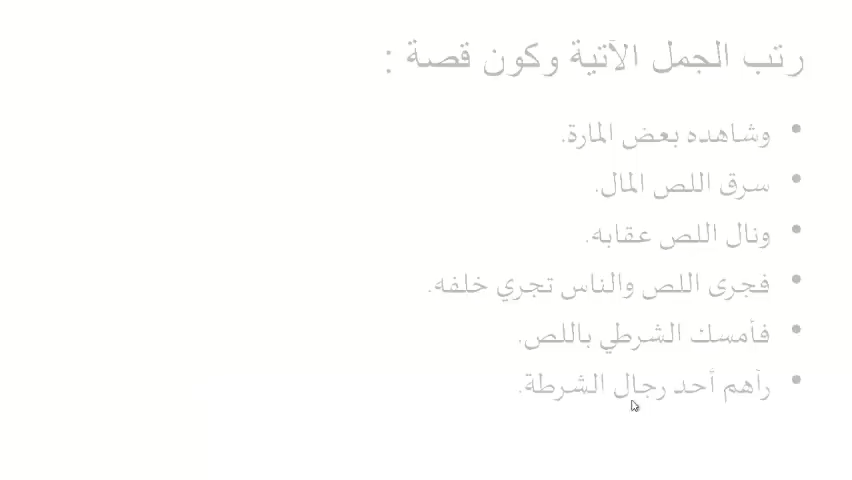 رتب الجمل الآتية وكون قصة :
• وشاهده بعض المارة.
• سرق اللص المال.
• ونال اللص عقابه.
• فجرى اللص والناس تجري خلفه.
• فأمسك الشرطي باللص.
• رأهم أحد رجال الشرطة.